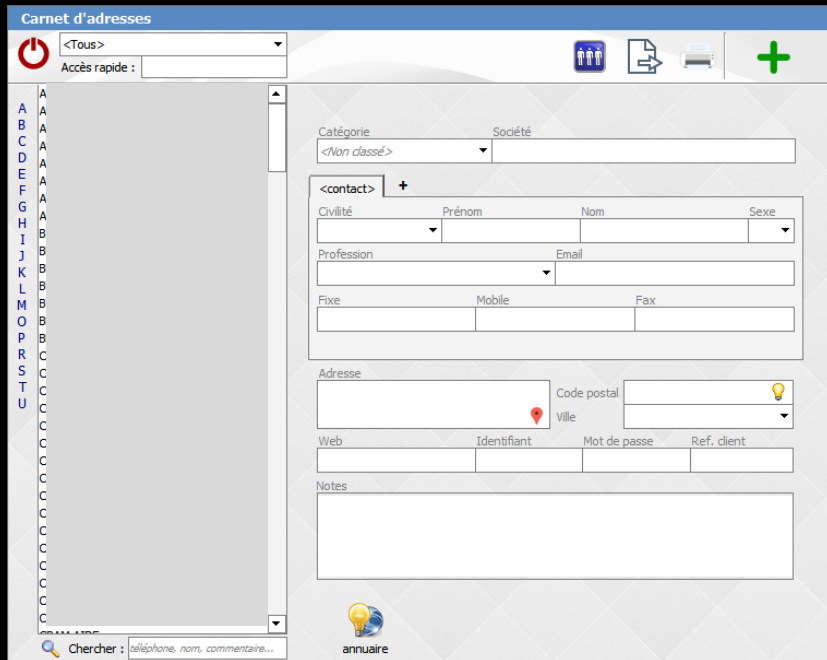 Carnet d'adresses
<Tous>
Accès rapide :
A
B
C
D
E
F
G
H
I
J
K
L
M
O
P
R
S
T
U
A
A
A
A
A
A
A
A
B
B
B
B
B
B
B
Catégorie
Société
<Non classé>
<contact> +
Civilité
Prénom
Nom
Sexe
Profession
Email
Fixe
Mobile
Fax
Adresse
Code postal
Ville
Web
Identifiant
Mot de passe
Ref. client
Notes
Chercher : téléphone, nom, commentaire...
annuaire